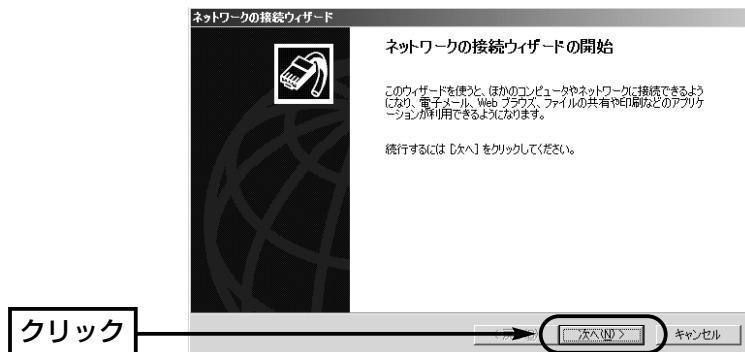 ネットワークの接続ウィザード
ネットワークの接続ウィザードの開始
このウィザードを使うと、ほかのコンピュータやネットワークに接続できるよう
になり、電子メール、Web ブラウズ、ファイルの共有や印刷などのアプリケ
ーションが利用できるようになります。
続行するには [次へ] をクリックしてください。
クリック
次へ(N) >
キャンセル